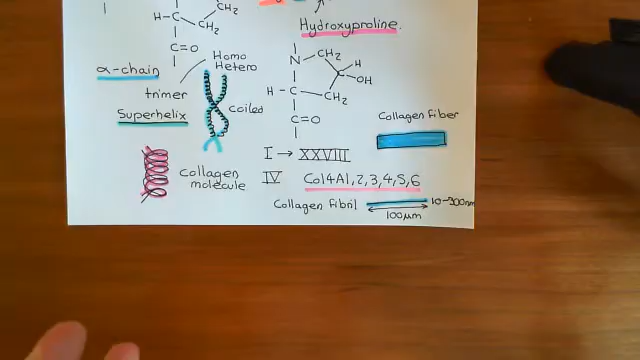 H-C
CH2
CH2
C=O
Hydroxyproline.
α-chain
Homo
Hetero
trimer
Superhelix
Coiled
N
CH2
H
OH
H-C
CH2
C=O
Collagen Fiber
I → XXVIII
Collagen
molecule
IV
Col4A1,2,3,4,5,6
Collagen Fibril
10-300nm
100μm